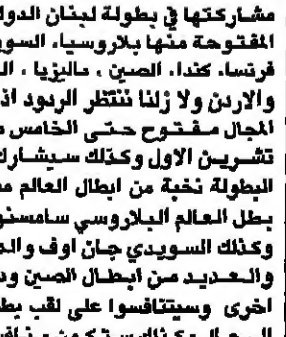 مشاركتها في بطولة لبنان الدوا
المفتوحة منها بلاروسيا، السويد
فرنسا، كندا، الصين ، ماليزيا ، ال
والاردن ولا زلنا ننتظر الردود اذ
المجال مفتوح حتى الخامس م
تشرين الاول وكذلك سيشارك
البطولة نخبة من ابطال العالم م
بطل العالم البلاروسي سامسنو
وكذلك السويدي جان اوف والد
والعديد من ابطال الصين ود
اخرى وسيتنافسوا على لقب بط